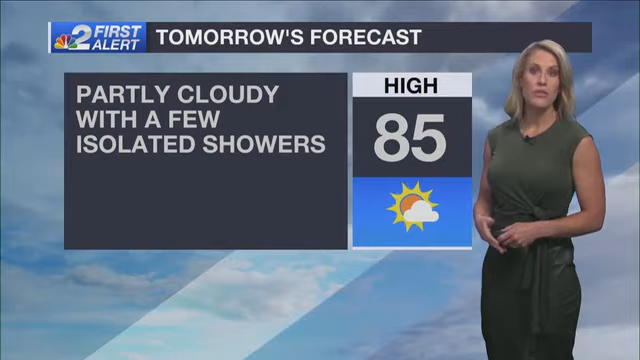 2 FIRST ALERT
TOMORROW'S FORECAST
PARTLY CLOUDY
WITH A FEW
ISOLATED SHOWERS
HIGH
85